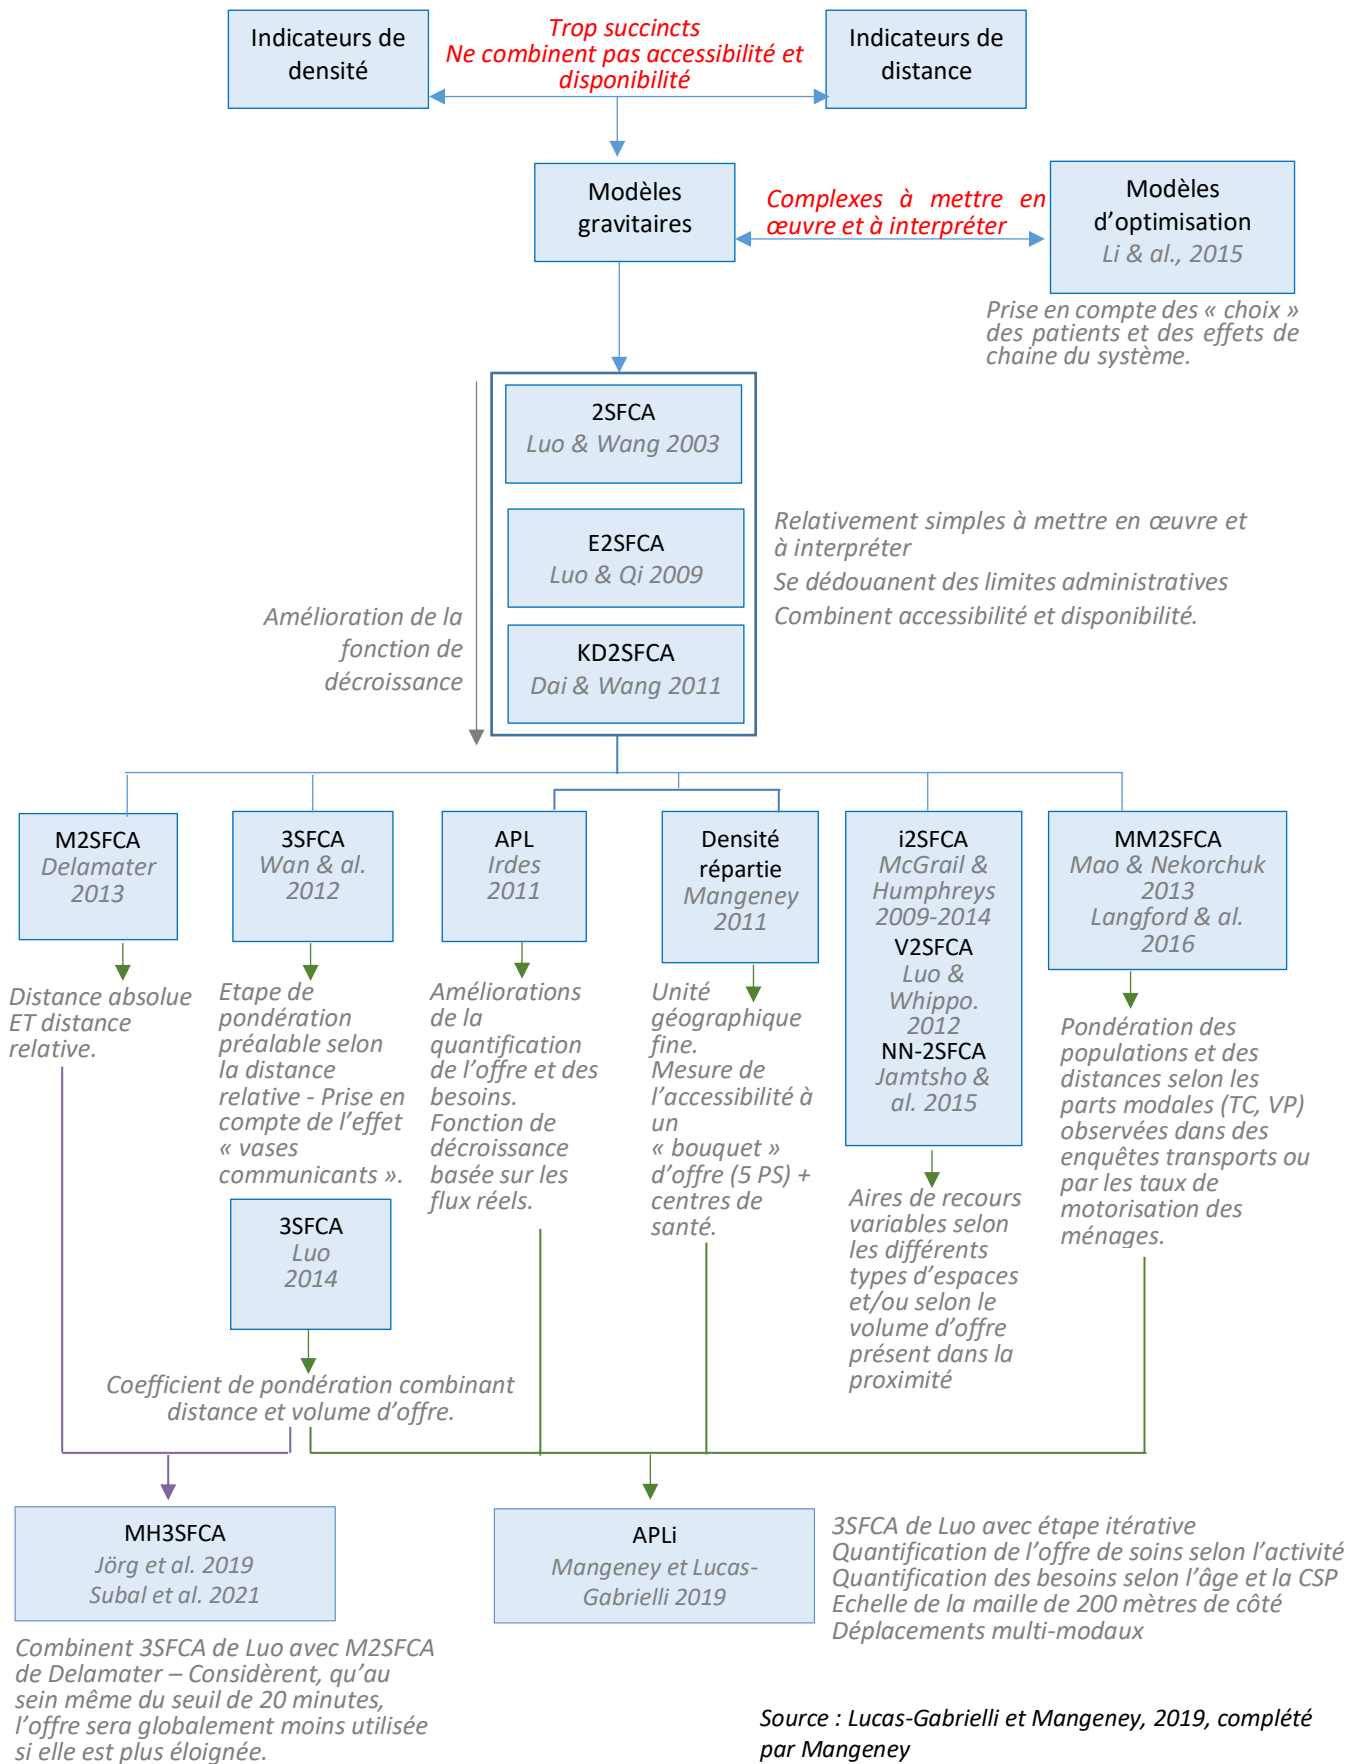 Indicateurs de
densité
Trop succincts
Ne combinent pas accessibilité et
disponibilité
Indicateurs de
distance
Modèles
gravitaires
Complexes à mettre en
œuvre et à interpréter
Modèles
d'optimisation
Li & al., 2015
Prise en compte des « choix »
des patients et des effets de
chaine du système.
2SFCA
Luo & Wang 2003
E2SFCA
Luo & Qi 2009
KD2SFCA
Dai & Wang 2011
Amélioration de la
fonction de
décroissance
Relativement simples à mettre en œuvre et
à interpréter
Se dédouanent des limites administratives
Combinent accessibilité et disponibilité.
M2SFCA
Delamater
2013
3SFCA
Wan & al.
2012
APL
Irdes
2011
Densité
répartie
Mangeney
2011
i2SFCA
McGrail &
Humphreys
2009-2014
V2SFCA
Luo &
Whippo.
2012
NN-2SFCA
Jamtsho &
al. 2015
MM2SFCA
Mao & Nekorchuk
2013
Langford & al.
2016
Distance absolue
ET distance
relative.
Etape de
pondération
préalable selon
la distance
relative - Prise en
compte de l'effet
« vases
communicants ».
Améliorations
de la
quantification
de l'offre et des
besoins.
Fonction de
décroissance
basée sur les
flux réels.
Unité
géographique
fine.
Mesure de
l'accessibilité à
un
« bouquet »
d'offre (5 PS) +
centres de
santé.
Aires de recours
variables selon
les différents
types d'espaces
et/ou selon le
volume d'offre
présent dans la
proximité
Pondération des
populations et des
distances selon les
parts modales (TC, VP)
observées dans des
enquêtes transports ou
par les taux de
motorisation des
ménages.
3SFCA
Luo
2014
Coefficient de pondération combinant
distance et volume d'offre.
MH3SFCA
Jörg et al. 2019
Subal et al. 2021
APLi
Mangeney et Lucas-
Gabrielli 2019
3SFCA de Luo avec étape itérative
Quantification de l'offre de soins selon l'activité
Quantification des besoins selon l'âge et la CSP
Echelle de la maille de 200 mètres de côté
Déplacements multi-modaux
Combinent 3SFCA de Luo avec M2SFCA
de Delamater – Considèrent, qu'au
sein même du seuil de 20 minutes,
l'offre sera globalement moins utilisée
si elle est plus éloignée.
Source : Lucas-Gabrielli et Mangeney, 2019, complété
par Mangeney